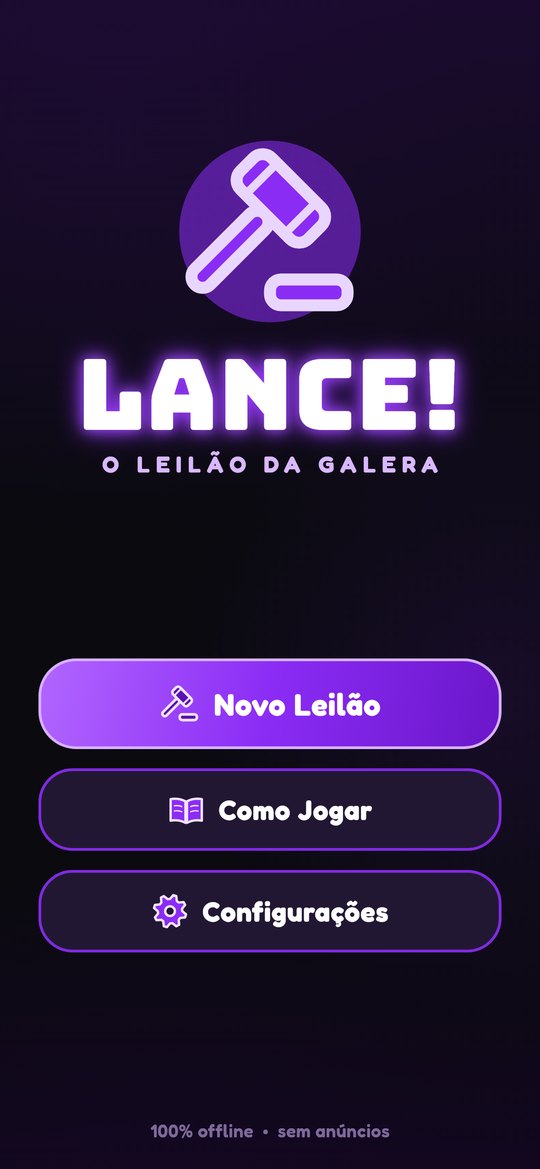 LANCE!
O LEILÃO DA GALERA
Novo Leilão
Como Jogar
Configurações
100% offline • sem anúncios